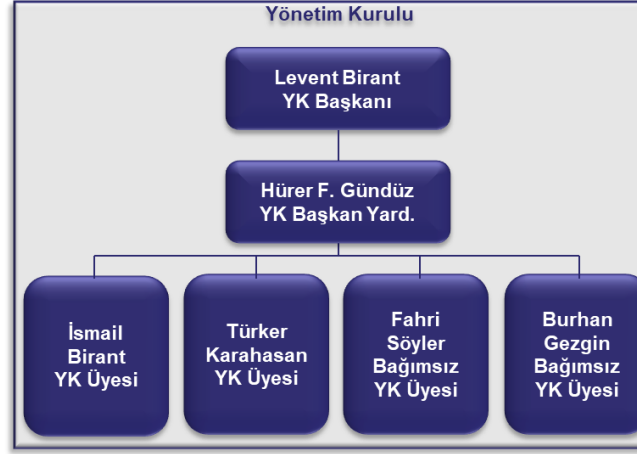 Yönetim Kurulu
Levent Birant
YK Başkanı
Hürer F. Gündüz
YK Başkan Yard.
İsmail
Birant
YK Üyesi
Türker
Karahasan
YK Üyesi
Fahri
Söyler
Bağımsız
YK Üyesi
Burhan
Gezgin
Bağımsız
YK Üyesi